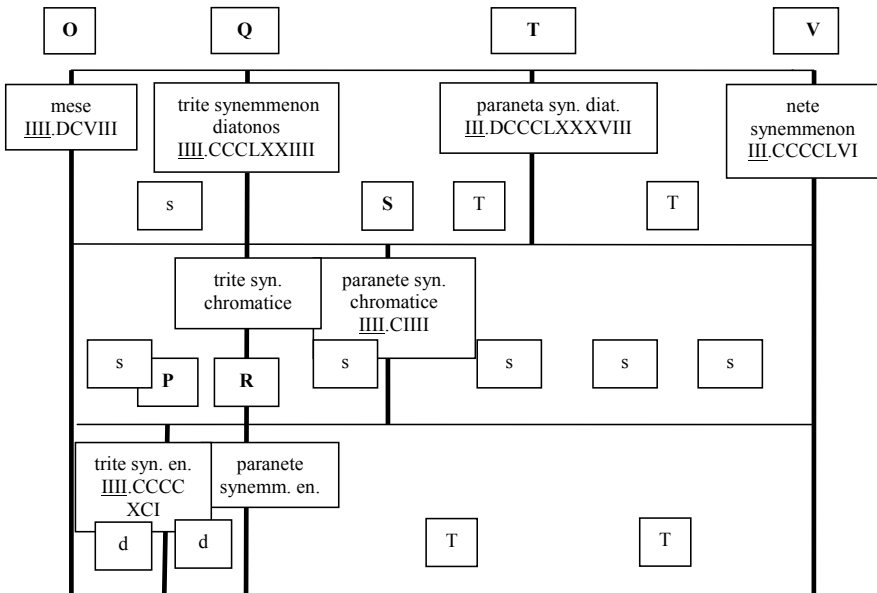 O Q T V
mese
IIII.DCVIII
trite synemmenon
diatonos
IIII.CCCLXXIIII
paraneta syn. diat.
III.DCCCLXXXVIII
nete
synemmenon
III.CCCCLVI
s S T T
trite syn.
chromatice
paranete syn.
chromatice
IIII.CIIII
s s s s s
P R
trite syn. en.
IIII.CCCC
XCI
paranete
synemm. en.
d d T T